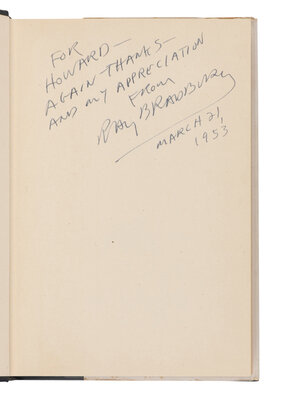 FOR
HOWARD—
AGAIN THANKS—
AND MY APPRECIATION
FROM
RAY BRADBURY
MARCH 21,
1953